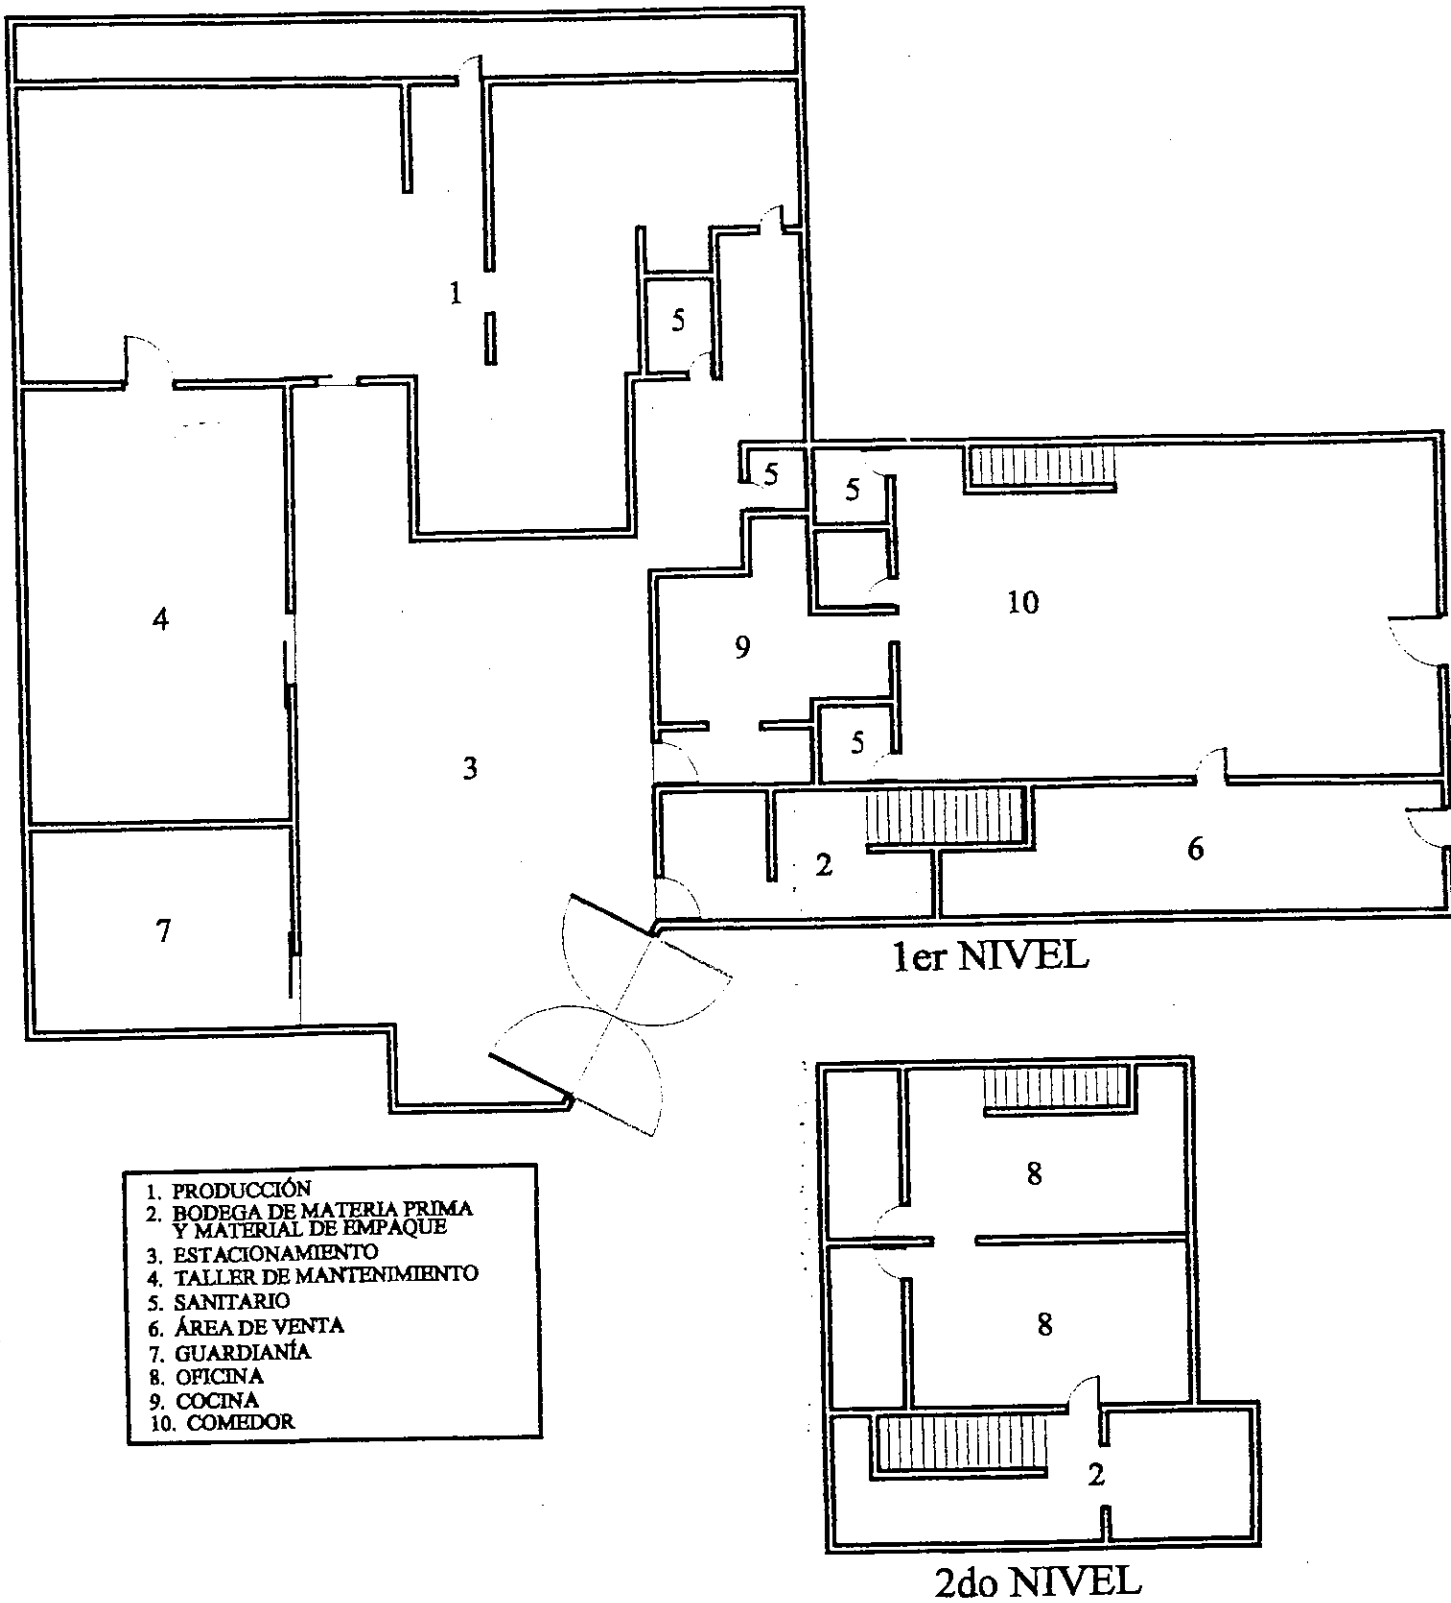 1
5
5
5
4
10
9
5
3
2
6
7
1er NIVEL
8
1. PRODUCCIÓN
2. BODEGA DE MATERIA PRIMA
Y MATERIAL DE EMPAQUE
3. ESTACIONAMIENTO
4. TALLER DE MANTENIMIENTO
5. SANITARIO
6. ÁREA DE VENTA
7. GUARDIANÍA
8. OFICINA
9. COCINA
10. COMEDOR
8
2
2do NIVEL